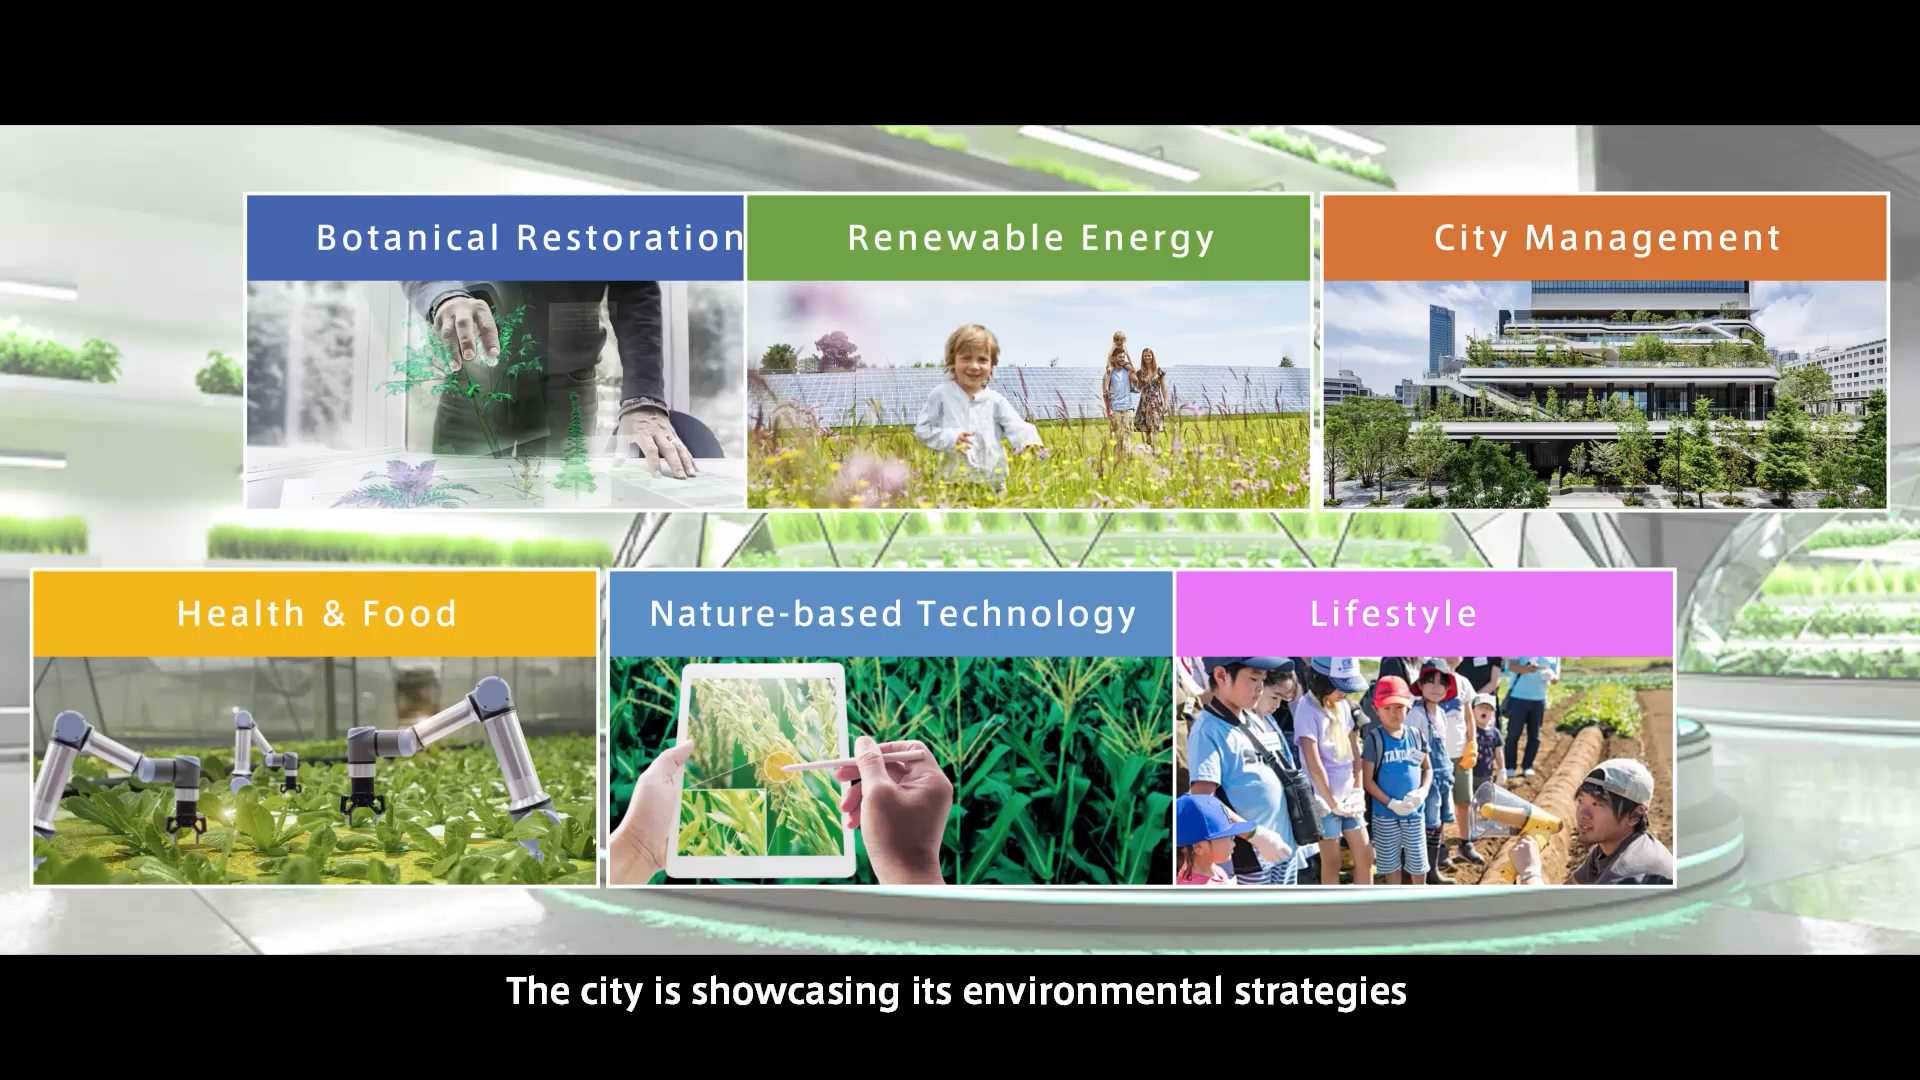 Botanical Restoration
Renewable Energy
City Management
Health & Food
Nature-based Technology
Lifestyle
The city is showcasing its environmental strategies